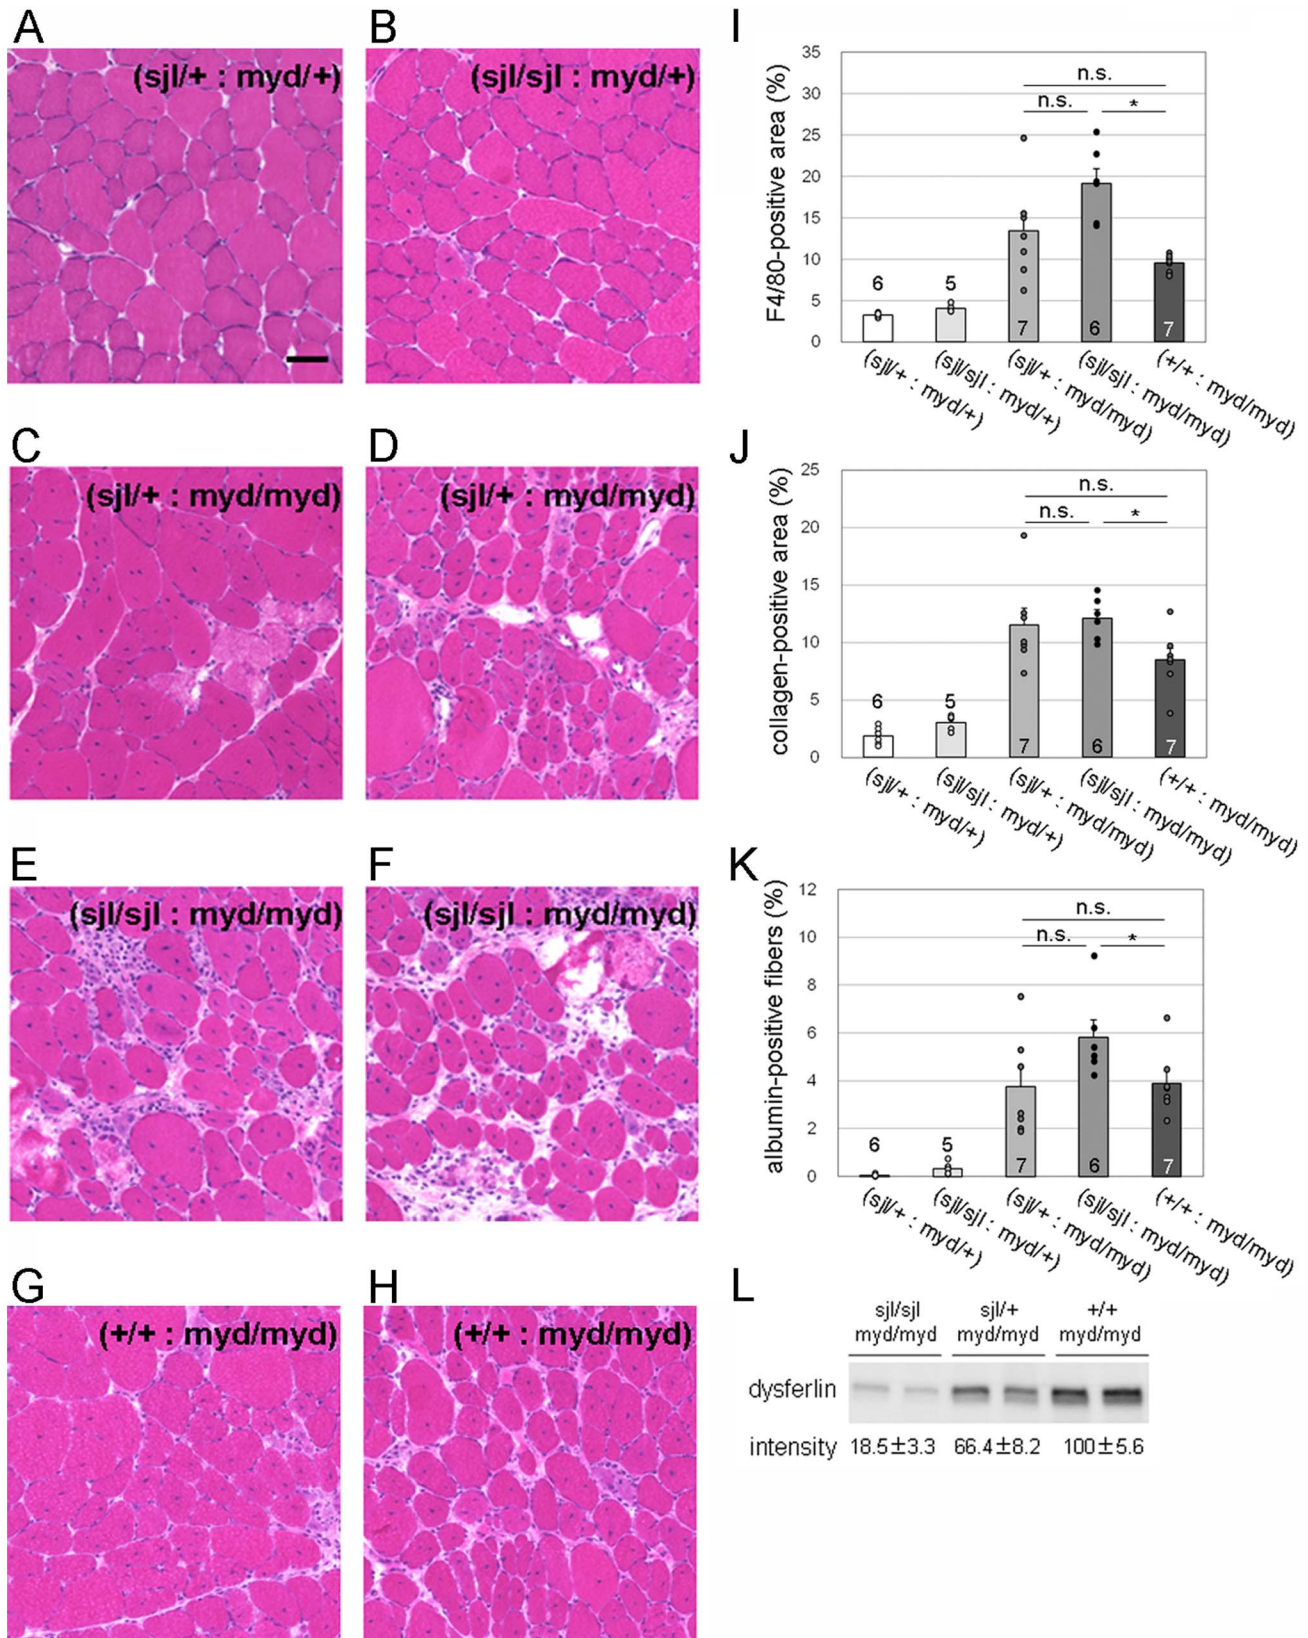 A
(sjl/+ : myd/+)
B
(sjl/sjl : myd/+)
C
(sjl/+ : myd/myd)
D
(sjl/+ : myd/myd)
E
(sjl/sjl : myd/myd)
F
(sjl/sjl : myd/myd)
G
(+/+ : myd/myd)
H
(+/+ : myd/myd)
I
F4/80-positive area (%)
35
30
25
20
15
10
5
0
n.s.
n.s. *
6 5 7 6 7
(sjl/+ : myd/+)
(sjl/sjl : myd/+)
(sjl/+ : myd/myd)
(sjl/sjl : myd/myd)
(+/+ : myd/myd)
J
collagen-positive area (%)
25
20
15
10
5
0
n.s.
n.s. *
6 5 7 6 7
(sjl/+ : myd/+)
(sjl/sjl : myd/+)
(sjl/+ : myd/myd)
(sjl/sjl : myd/myd)
(+/+ : myd/myd)
K
albumin-positive fibers (%)
12
10
8
6
4
2
0
n.s.
n.s. *
6 5 7 6 7
(sjl/+ : myd/+)
(sjl/sjl : myd/+)
(sjl/+ : myd/myd)
(sjl/sjl : myd/myd)
(+/+ : myd/myd)
L
sjl/sjl sjl/+ +/+
myd/myd myd/myd myd/myd
dysferlin
intensity 18.5±3.3 66.4±8.2 100±5.6